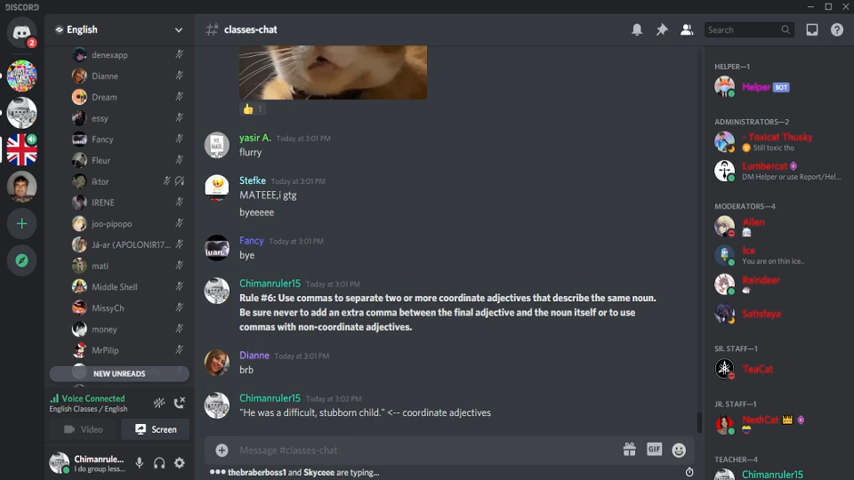 DISCORD
English
classes-chat
Search
2
denexapp
Dianne
Dream
essy
Fancy
Fleur
iktor
IRENE
joo-pipopo
Já-ar (APOLONIR17...
mati
Middle Shell
MissyCh
money
MrPilip
NEW UNREADS
Voice Connected
English Classes / English
Video
Screen
Chimanrule...
I do group less...
1
yasir A. Today at 3:01 PM
flurry
Stefke Today at 3:01 PM
MATEEE,i gtg
byeeeee
Fancy Today at 3:01 PM
bye
Chimanruler15 Today at 3:01 PM
Rule #6: Use commas to separate two or more coordinate adjectives that describe the same noun.
Be sure never to add an extra comma between the final adjective and the noun itself or to use
commas with non-coordinate adjectives.
Dianne Today at 3:01 PM
brb
Chimanruler15 Today at 3:02 PM
"He was a difficult, stubborn child." <-- coordinate adjectives
Message #classes-chat
GIF
thebraberboss1 and Skyceee are typing...
HELPER—1
Helper BOT
ADMINISTRATORS—2
Toxicat Thusky
Still toxic tho
Lumbercat
DM Helper or use Report/Hel...
MODERATORS—4
Allen
Ice
You are on thin ice..
Raindeer
Satisfaya
SR. STAFF—1
TeaCat
JR. STAFF—1
NeshCat
TEACHER—4
Chimanruler15